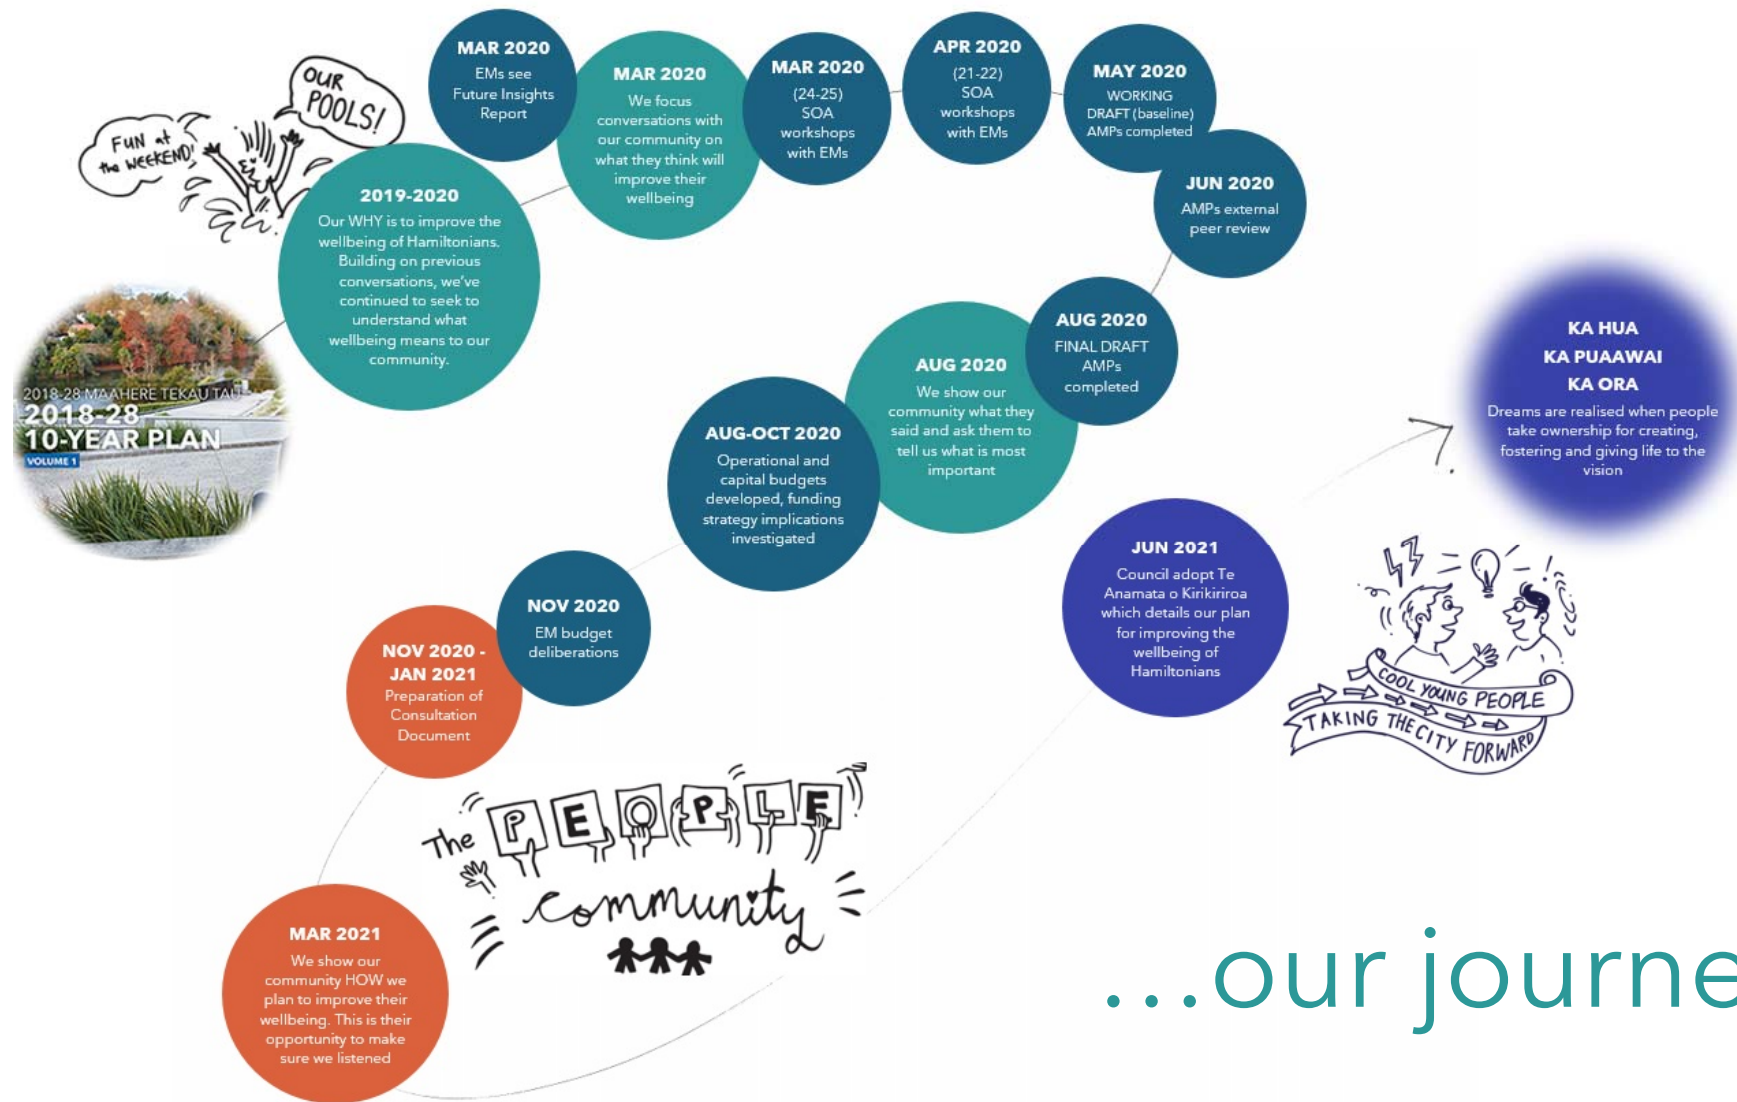 FUN at
the WEEKEND!
OUR
POOLS!
2018-28 MAAHERE TEKAU TAU
2018-28
10-YEAR PLAN
VOLUME 1
2019-2020
Our WHY is to improve the
wellbeing of Hamiltonians.
Building on previous
conversations, we've
continued to seek to
understand what
wellbeing means to our
community.
MAR 2020
EMs see
Future Insights
Report
MAR 2020
We focus
conversations with
our community on
what they think will
improve their
wellbeing
MAR 2020
(24-25)
SOA
workshops
with EMs
APR 2020
(21-22)
SOA
workshops
with EMs
MAY 2020
WORKING
DRAFT (baseline)
AMPs completed
JUN 2020
AMPs external
peer review
AUG 2020
FINAL DRAFT
AMPs
completed
AUG 2020
We show our
community what they
said and ask them to
tell us what is most
important
AUG-OCT 2020
Operational and
capital budgets
developed, funding
strategy implications
investigated
NOV 2020
EM budget
deliberations
NOV 2020 -
JAN 2021
Preparation of
Consultation
Document
MAR 2021
We show our
community HOW we
plan to improve their
wellbeing. This is their
opportunity to make
sure we listened
The PEOPLE
community
JUN 2021
Council adopt Te
Anamata o Kirikiriroa
which details our plan
for improving the
wellbeing of
Hamiltonians
KA HUA
KA PUAAWAI
KA ORA
Dreams are realised when people
take ownership for creating,
fostering and giving life to the
vision
COOL YOUNG PEOPLE
TAKING THE CITY FORWARD
...our journe